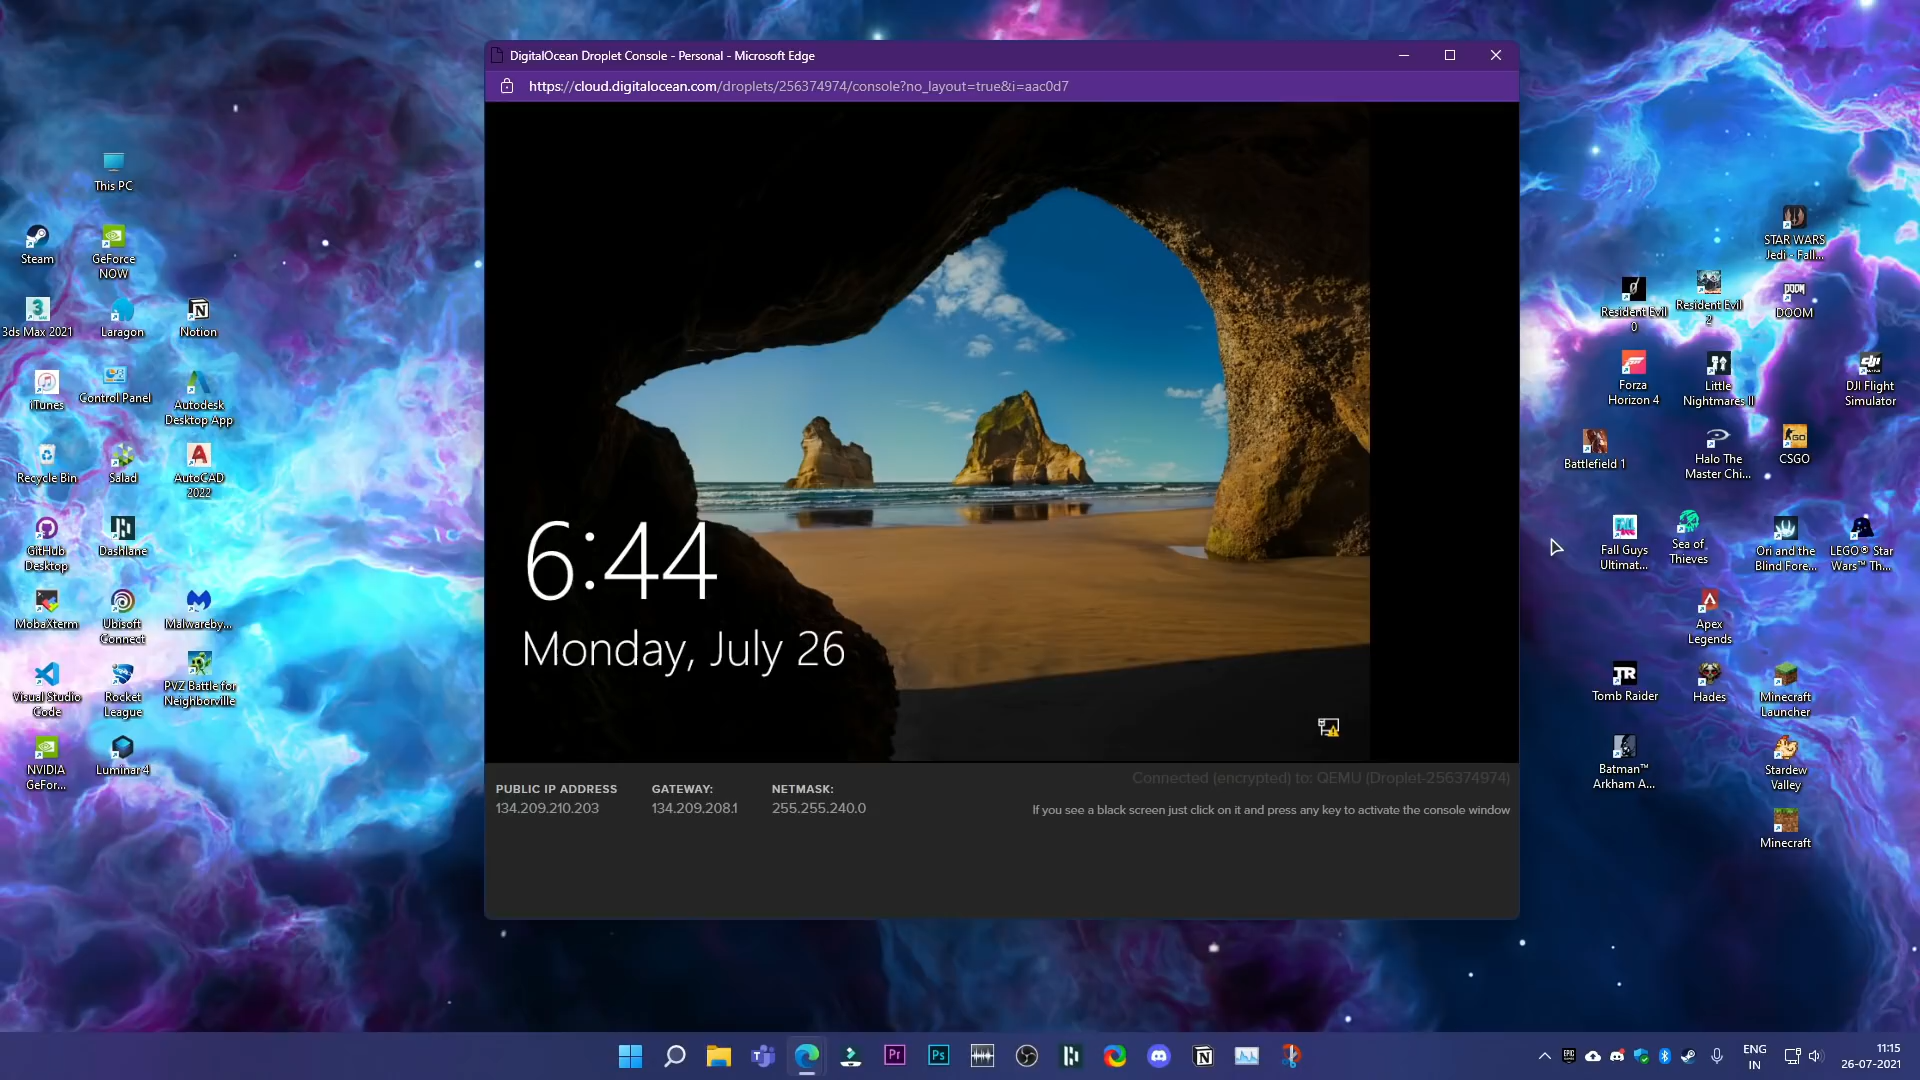 DigitalOcean Droplet Console - Personal - Microsoft Edge
https://cloud.digitalocean.com/droplets/256374974/console?no_layout=true&i=aac0d7
6:44
Monday, July 26
Connected (encrypted) to: QEMU (Droplet-256374974)
PUBLIC IP ADDRESS
134.209.210.203
GATEWAY:
134.209.208.1
NETMASK:
255.255.240.0
If you see a black screen just click on it and press any key to activate the console window
This PC
Steam
GeForce
NOW
3ds Max 2021
Laragon
Notion
iTunes
Control Panel
Autodesk
Desktop App
Recycle Bin
Salad
AutoCAD
2022
GitHub
Desktop
Dashlane
MobaXterm
Ubisoft
Connect
Malwareby...
Visual Studio
Code
Rocket
League
PVZ Battle for
Neighborville
NVIDIA
GeFor...
Luminar 4
STAR WARS
Jedi - Fall...
Resident Evil
0
Resident Evil
2
DOOM
DOOM
Forza
Horizon 4
Little
Nightmares II
dji
DJI Flight
Simulator
Battlefield 1
Halo The
Master Chi...
GO
CSGO
Fall Guys
Ultimat...
Sea of
Thieves
Ori and the
Blind Fore...
LEGO® Star
Wars™ Th...
Apex
Legends
TR
Tomb Raider
Hades
Minecraft
Launcher
Batman™
Arkham A...
Stardew
Valley
Minecraft
Pr
Ps
ENG
IN
11:15
26-07-2021